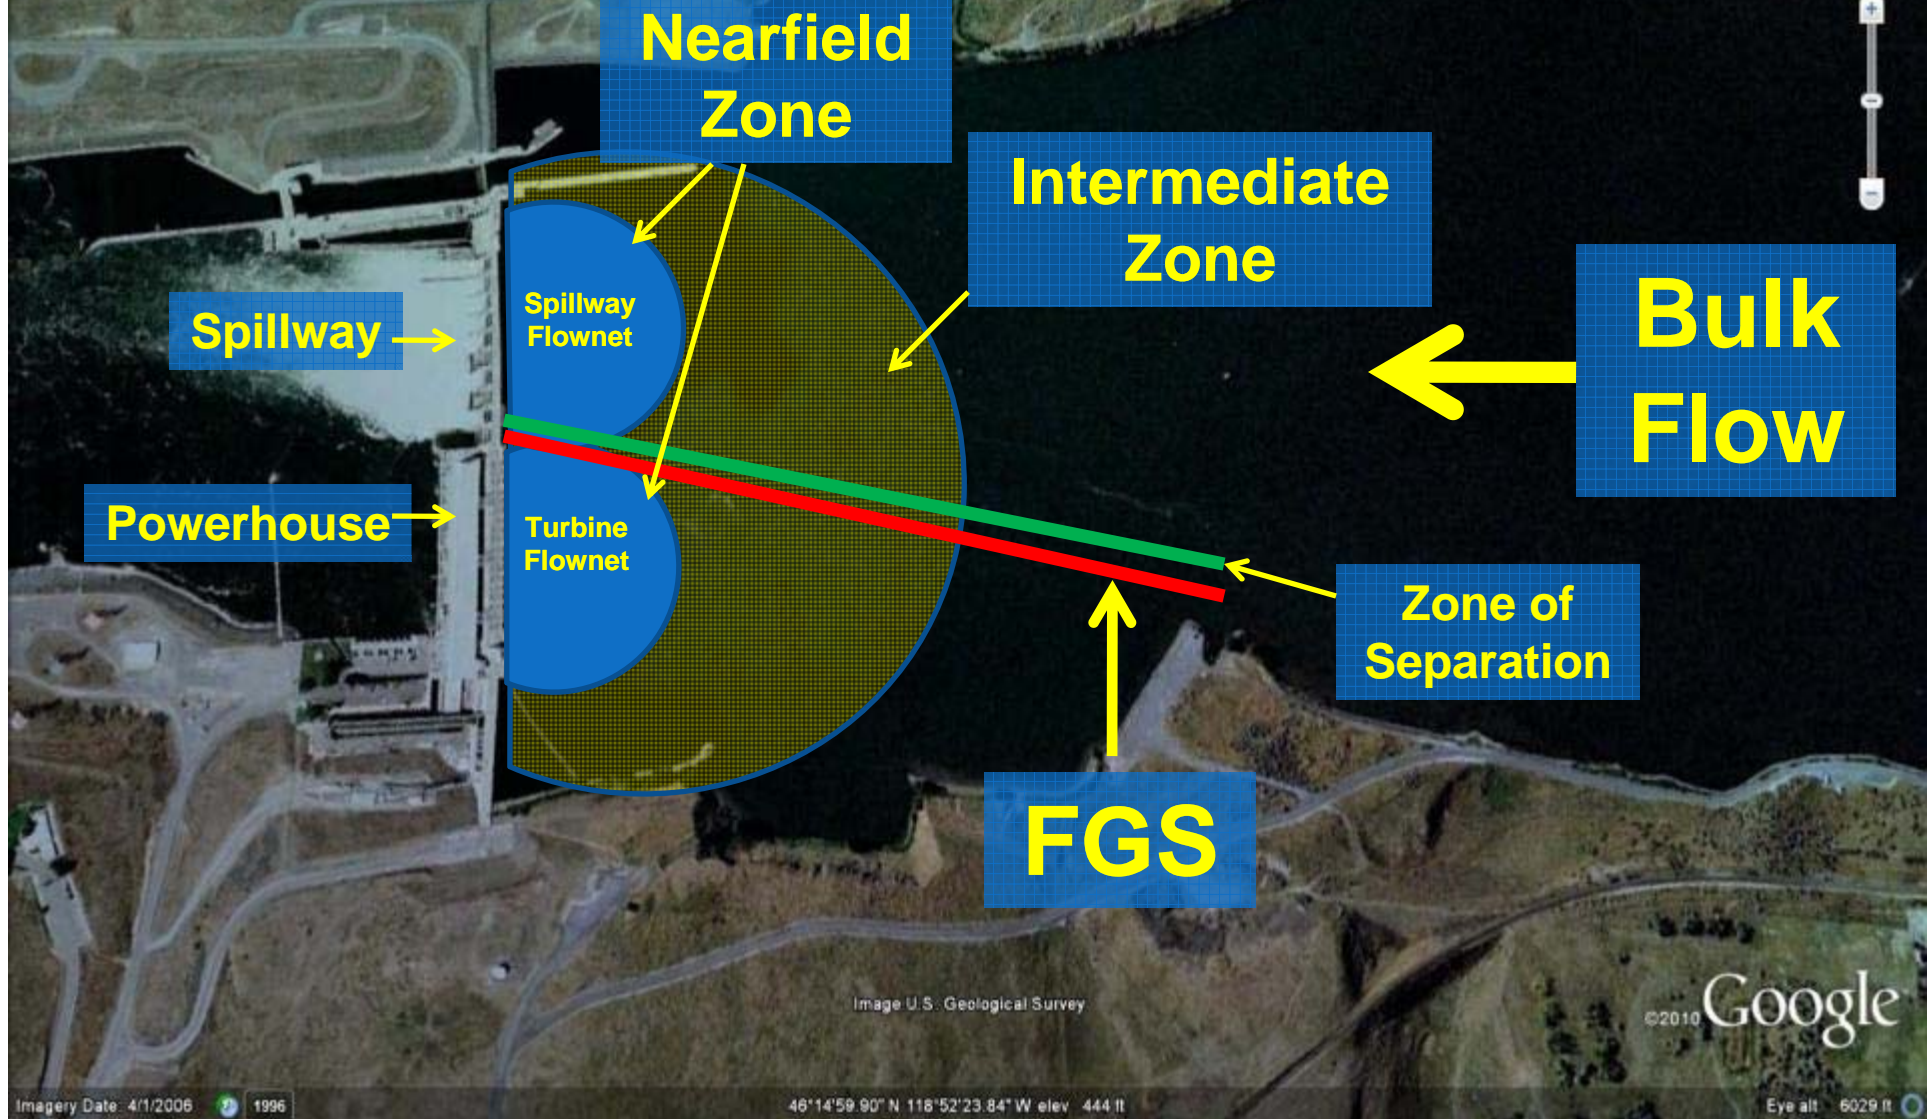 Nearfield
Zone
Intermediate
Zone
Bulk
Flow
Spillway
Spillway
Flownet
Powerhouse
Turbine
Flownet
Zone of
Separation
FGS
Image U.S. Geological Survey
©2010 Google
Imagery Date: 4/1/2006
1996
46°14'59.90" N 118°52'23.84" W elev 444 ft
Eye alt 6029 ft